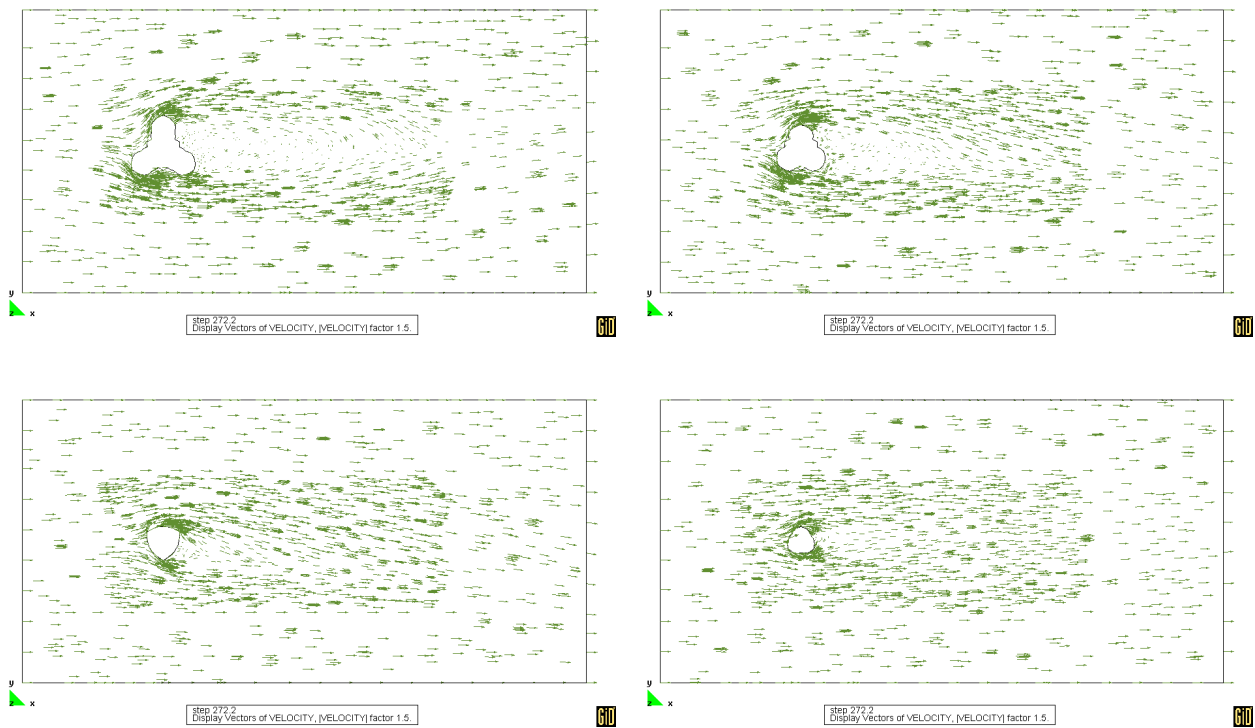 y
z x
step 272.2
Display Vectors of VELOCITY, |VELOCITY| factor 1.5.
GiD
y
z x
step 272.2
Display Vectors of VELOCITY, |VELOCITY| factor 1.5.
GiD
y
z x
step 272.2
Display Vectors of VELOCITY, |VELOCITY| factor 1.5.
GiD
y
z x
step 272.2
Display Vectors of VELOCITY, |VELOCITY| factor 1.5.
GiD